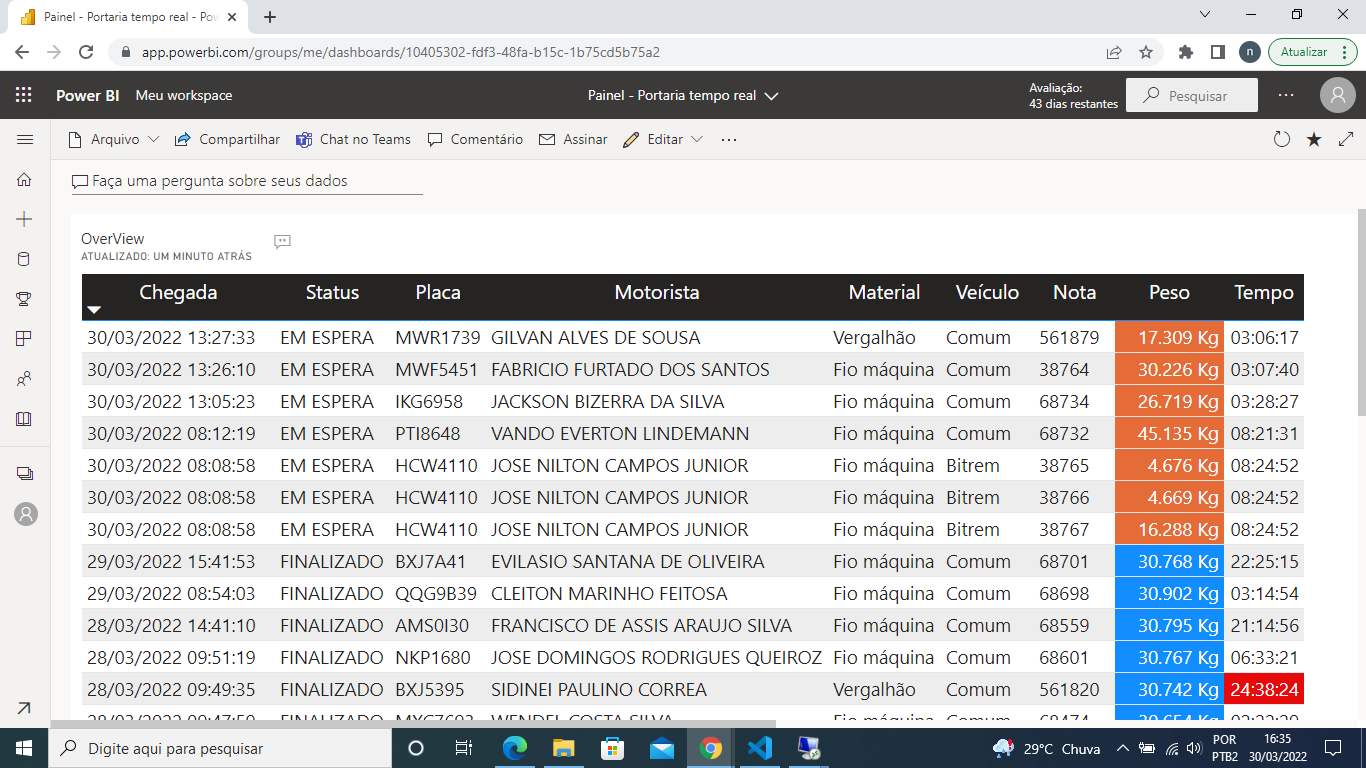 Painel - Portaria tempo real - Pow
app.powerbi.com/groups/me/dashboards/10405302-fdf3-48fa-b15c-1b75cd5b75a2
n
Atualizar
Power BI Meu workspace
Painel - Portaria tempo real
Avaliação:
43 dias restantes
Pesquisar
Arquivo Compartilhar Chat no Teams Comentário Assinar Editar
Faça uma pergunta sobre seus dados
OverView
ATUALIZADO: UM MINUTO ATRÁS
Chegada Status Placa Motorista Material Veículo Nota Peso Tempo
30/03/2022 13:27:33 EM ESPERA MWR1739 GILVAN ALVES DE SOUSA Vergalhão Comum 561879 17.309 Kg 03:06:17
30/03/2022 13:26:10 EM ESPERA MWF5451 FABRICIO FURTADO DOS SANTOS Fio máquina Comum 38764 30.226 Kg 03:07:40
30/03/2022 13:05:23 EM ESPERA IKG6958 JACKSON BIZERRA DA SILVA Fio máquina Comum 68734 26.719 Kg 03:28:27
30/03/2022 08:12:19 EM ESPERA PTI8648 VANDO EVERTON LINDEMANN Fio máquina Comum 68732 45.135 Kg 08:21:31
30/03/2022 08:08:58 EM ESPERA HCW4110 JOSE NILTON CAMPOS JUNIOR Fio máquina Bitrem 38765 4.676 Kg 08:24:52
30/03/2022 08:08:58 EM ESPERA HCW4110 JOSE NILTON CAMPOS JUNIOR Fio máquina Bitrem 38766 4.669 Kg 08:24:52
30/03/2022 08:08:58 EM ESPERA HCW4110 JOSE NILTON CAMPOS JUNIOR Fio máquina Bitrem 38767 16.288 Kg 08:24:52
29/03/2022 15:41:53 FINALIZADO BXJ7A41 EVILASIO SANTANA DE OLIVEIRA Fio máquina Comum 68701 30.768 Kg 22:25:15
29/03/2022 08:54:03 FINALIZADO QQG9B39 CLEITON MARINHO FEITOSA Fio máquina Comum 68698 30.902 Kg 03:14:54
28/03/2022 14:41:10 FINALIZADO AMS0I30 FRANCISCO DE ASSIS ARAUJO SILVA Fio máquina Comum 68559 30.795 Kg 21:14:56
28/03/2022 09:51:19 FINALIZADO NKP1680 JOSE DOMINGOS RODRIGUES QUEIROZ Fio máquina Comum 68601 30.767 Kg 06:33:21
28/03/2022 09:49:35 FINALIZADO BXJ5395 SIDINEI PAULINO CORREA Vergalhão Comum 561820 30.742 Kg 24:38:24
FINALIZADO WENDEL COSTA SILVA Fio máquina Comum
Digite aqui para pesquisar
29°C Chuva
POR
PTB2
16:35
30/03/2022